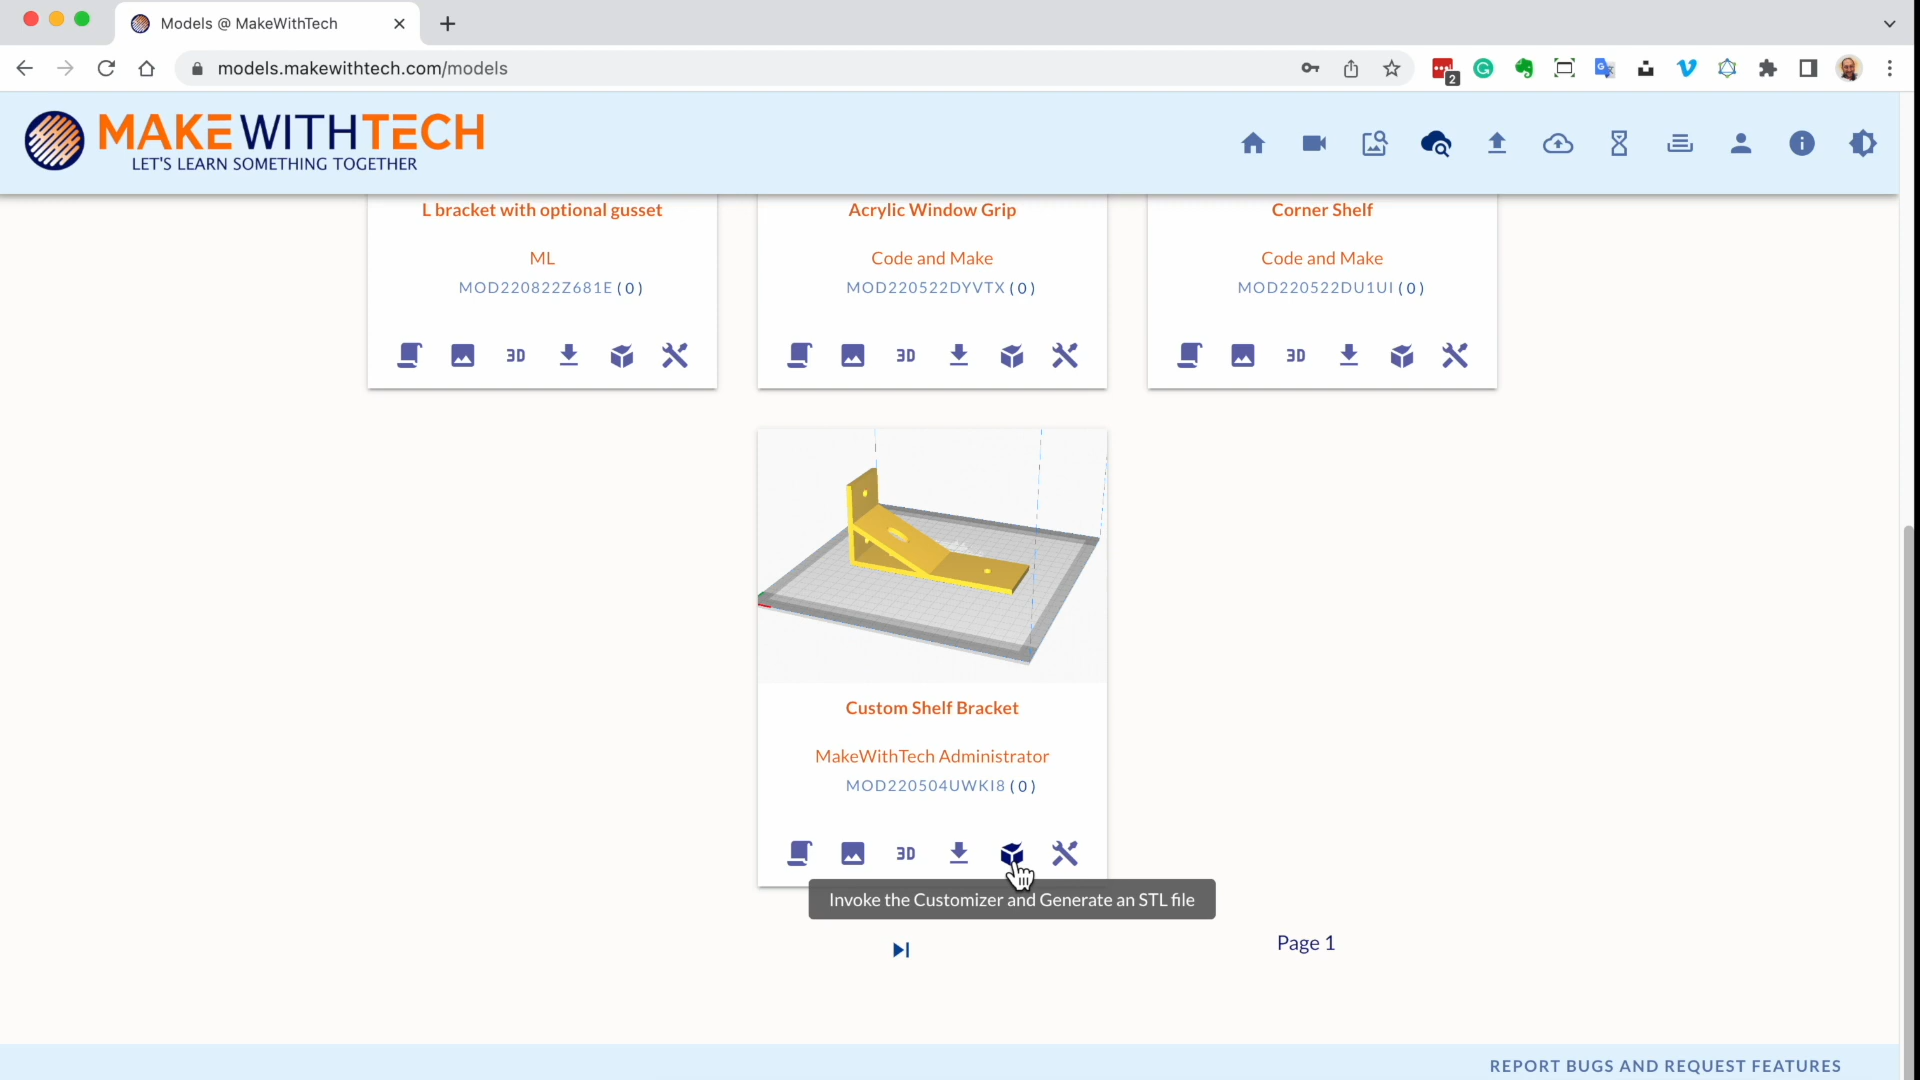 Models @ MakeWithTech
models.makewithtech.com/models
2
MAKEWITHTECH
LET'S LEARN SOMETHING TOGETHER
L bracket with optional gusset
ML
MOD220822Z681E ( 0 )
3D
Acrylic Window Grip
Code and Make
MOD220522DYVTX ( 0 )
3D
Corner Shelf
Code and Make
MOD220522DU1UI ( 0 )
3D
Custom Shelf Bracket
MakeWithTech Administrator
MOD220504UWKI8 ( 0 )
3D
Invoke the Customizer and Generate an STL file
Page 1
REPORT BUGS AND REQUEST FEATURES